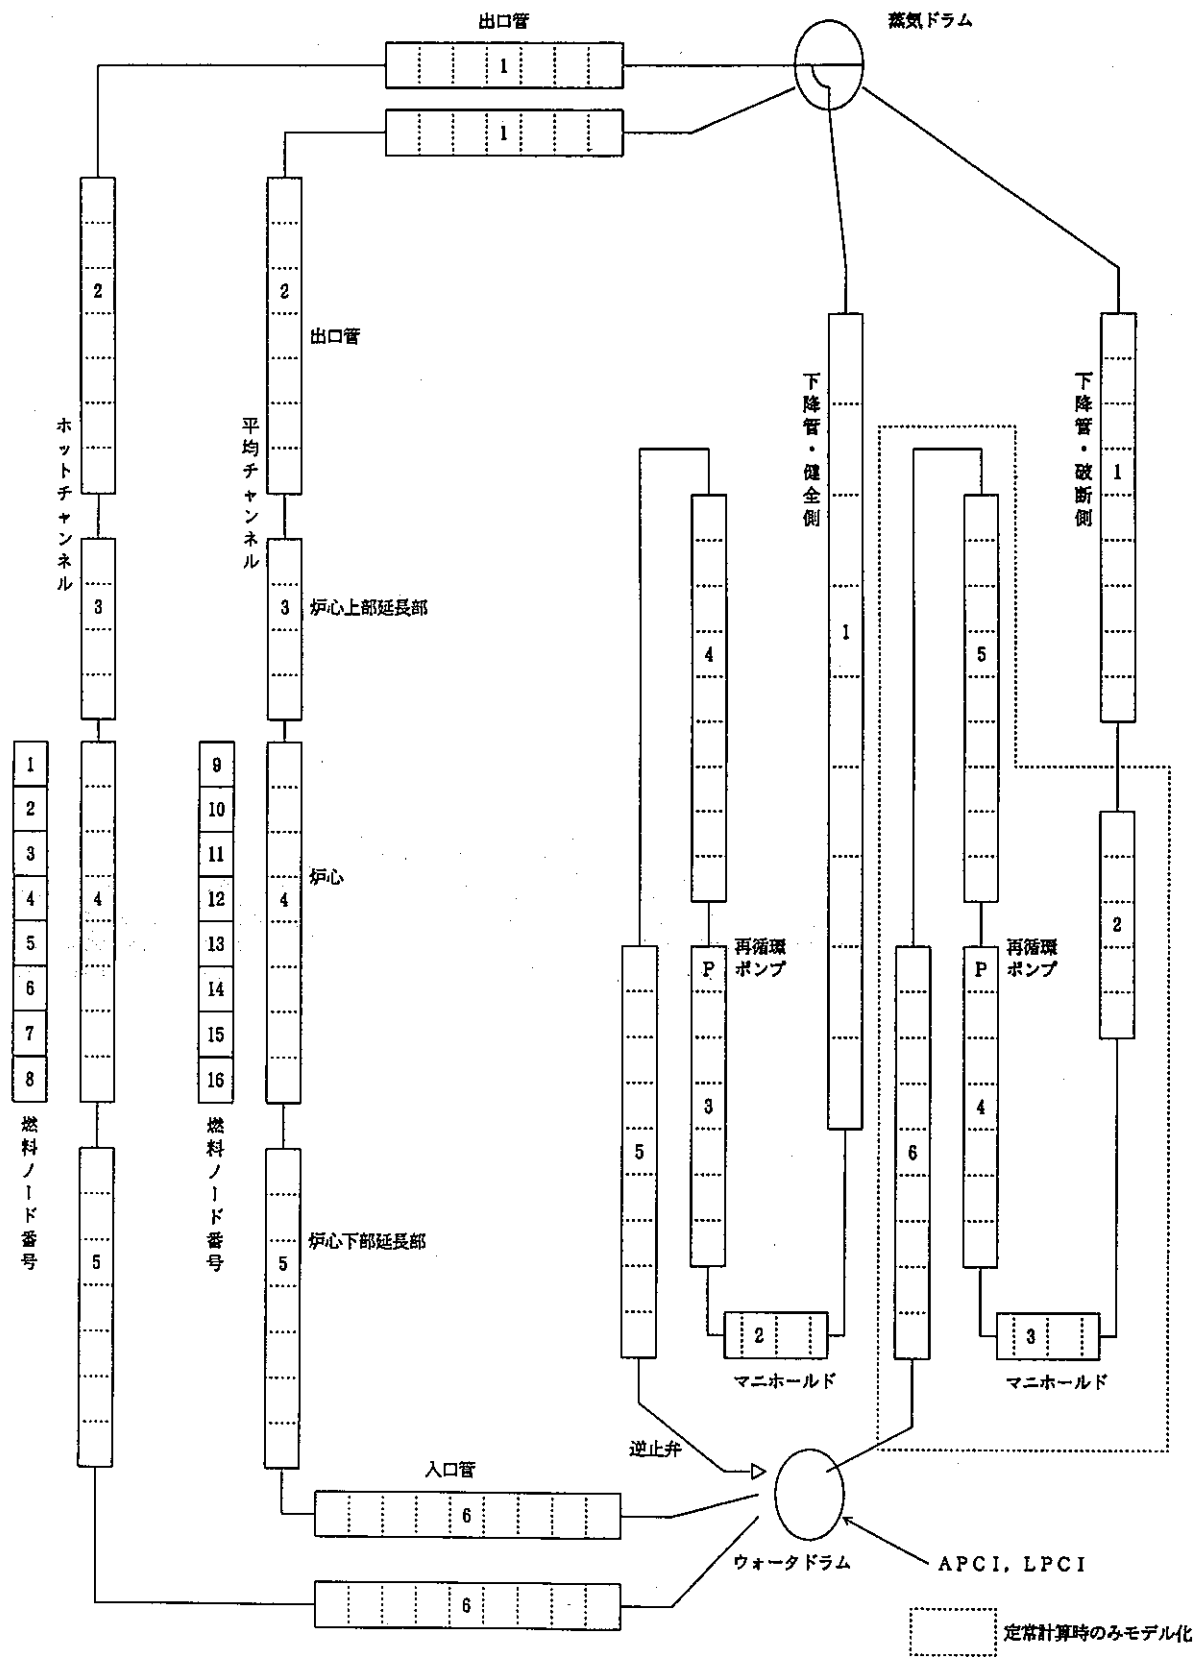 出口管
蒸気ドラム
1
1
2
2
出口管
ホットチャンネル
平均チャンネル
下降管・健全側
下降管・破断側
1
3
3
炉心上部延長部
4
1
5
1
2
3
4
5
6
7
8
4
9
10
11
12
13
14
15
16
4
炉心
2
P
再循環
ポンプ
P
再循環
ポンプ
燃料ノード番号
燃料ノード番号
5
3
6
4
5
5
炉心下部延長部
2
3
マニホールド
マニホールド
逆止弁
入口管
6
ウォータドラム
APCI, LPCI
6
定常計算時のみモデル化